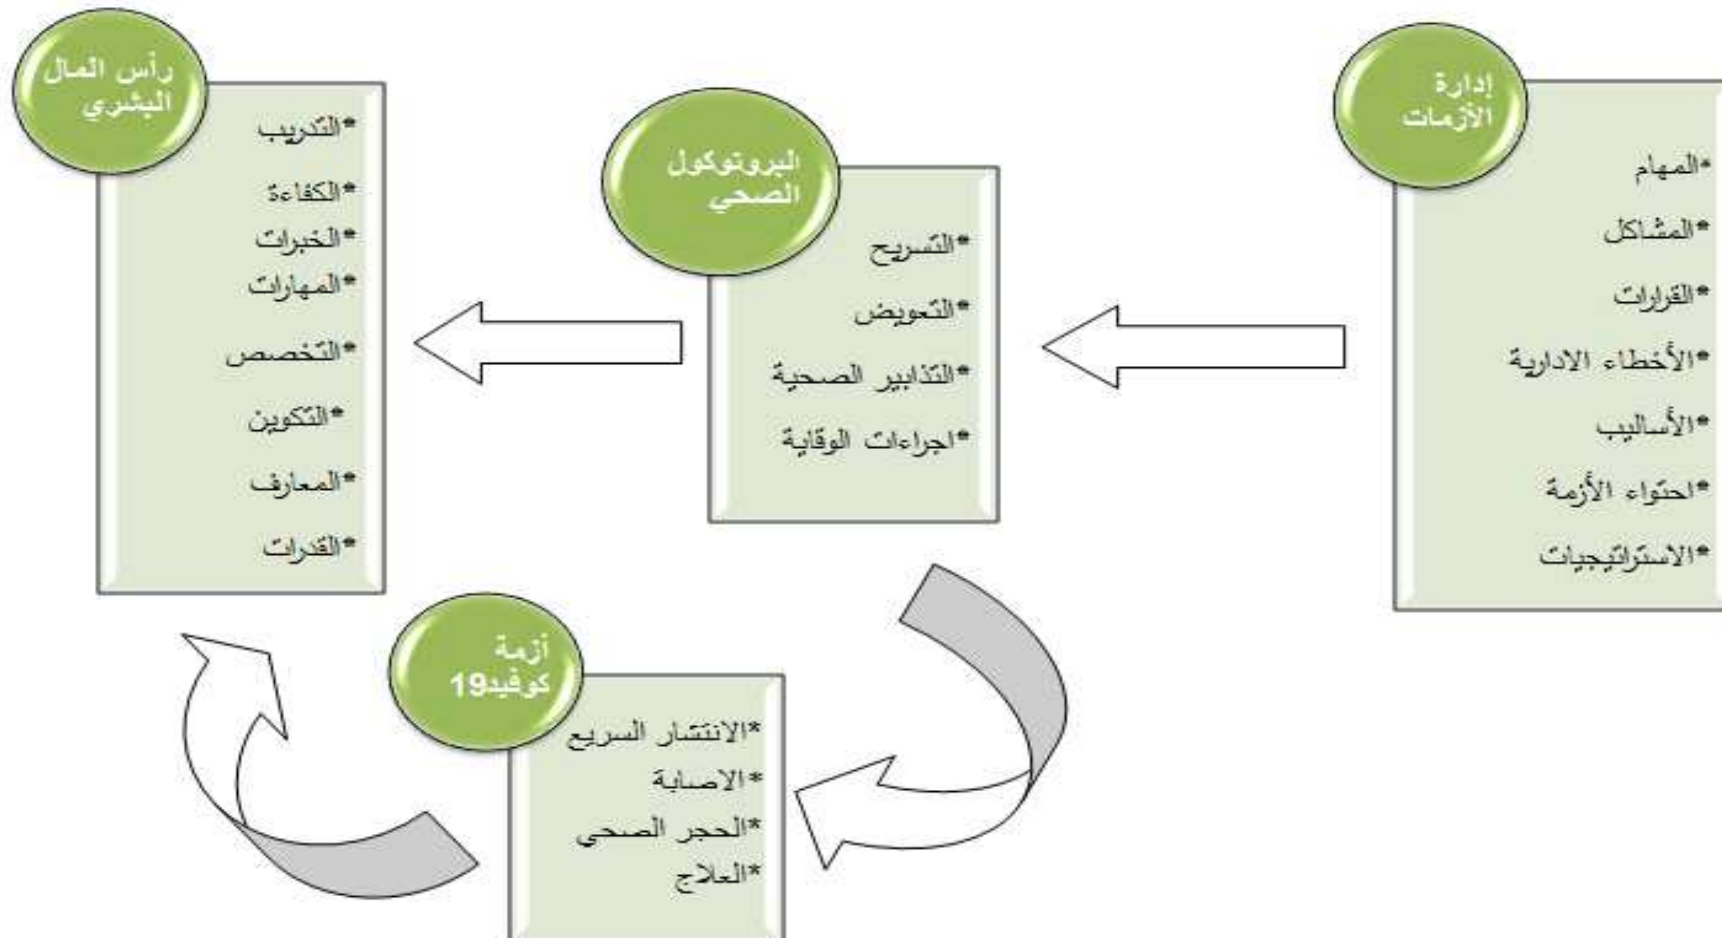 إدارة
الأزمات
*المهام
*المشاكل
*القرارات
*الأخطاء الادارية
*الأساليب
*احتواء الأزمة
*الاستراتيجيات
البروتوكول
الصحي
*التسريح
*التعويض
*التذابير الصحية
*اجراءات الوقاية
رأس المال
البشري
*التدريب
*الكفاءة
*الخبرات
*المهارات
*التخصص
*التكوين
*المعارف
*القدرات
أزمة
كوفيد19
*الانتشار السريع
*الاصابة
*الحجر الصحي
*العلاج